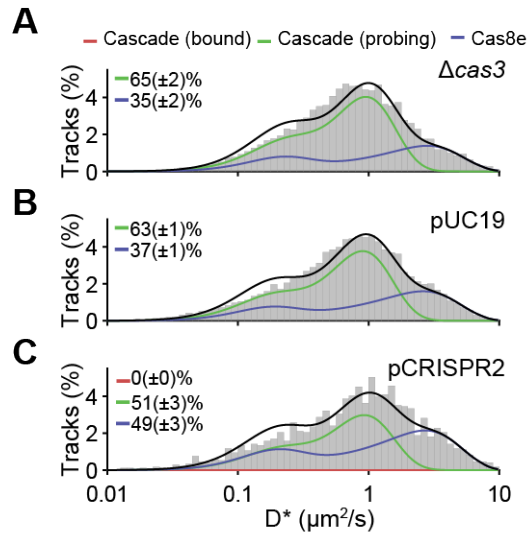 A
Cascade (bound) Cascade (probing) Cas8e
Δcas3
65(±2)%
35(±2)%
Tracks (%)
4
2
0
B
pUC19
63(±1)%
37(±1)%
Tracks (%)
4
2
0
C
pCRISPR2
0(±0)%
51(±3)%
49(±3)%
Tracks (%)
4
2
0
0.01 0.1 1 10
D* (μm²/s)